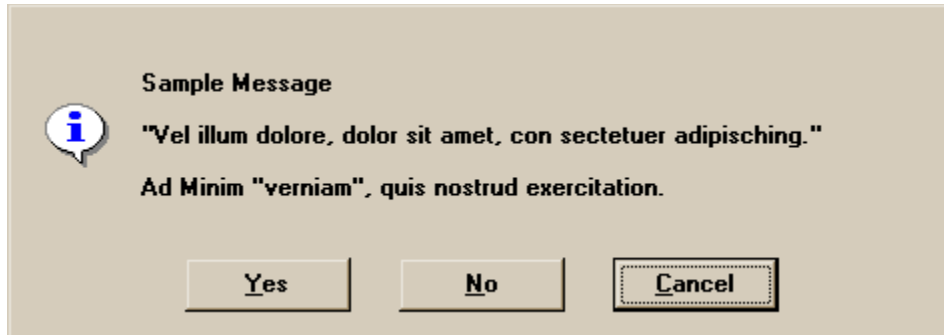 Sample Message
"Vel illum dolore, dolor sit amet, con sectetuer adipisching."
Ad Minim "verniam", quis nostrud exercitation.
Yes No Cancel